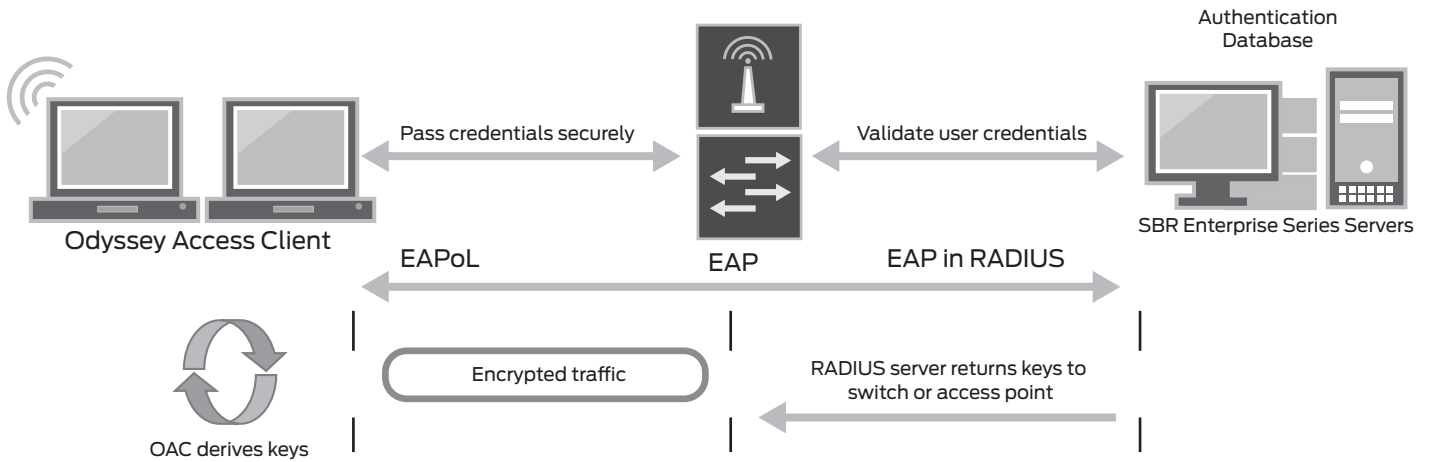 Authentication
Database
Pass credentials securely
Validate user credentials
Odyssey Access Client
SBR Enterprise Series Servers
EAPoL
EAP
EAP in RADIUS
Encrypted traffic
RADIUS server returns keys to
switch or access point
OAC derives keys